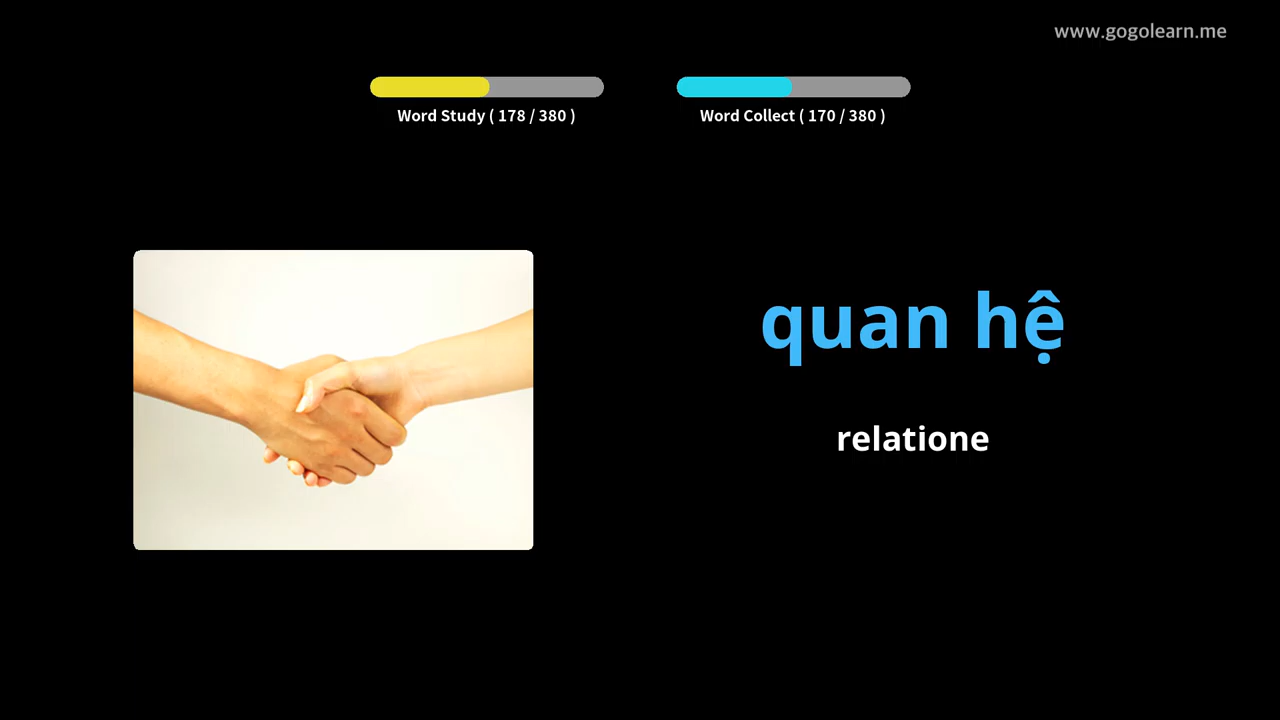 www.gogolearn.me
Word Study ( 178 / 380 )
Word Collect ( 170 / 380 )
quan hệ
relatione